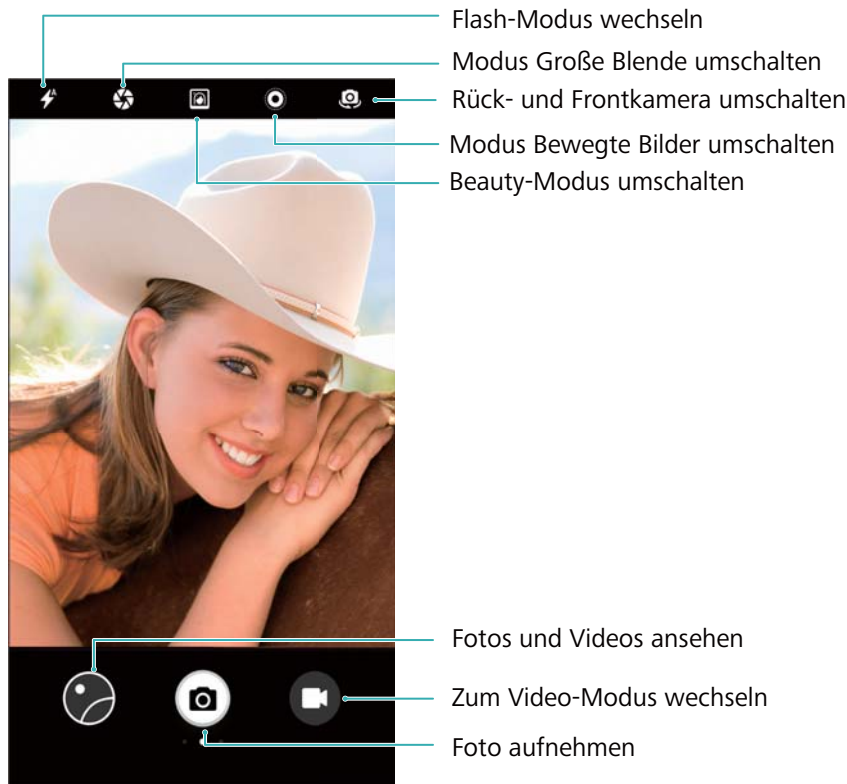 Flash-Modus wechseln
Modus Große Blende umschalten
Rück- und Frontkamera umschalten
Modus Bewegte Bilder umschalten
Beauty-Modus umschalten
Fotos und Videos ansehen
Zum Video-Modus wechseln
Foto aufnehmen